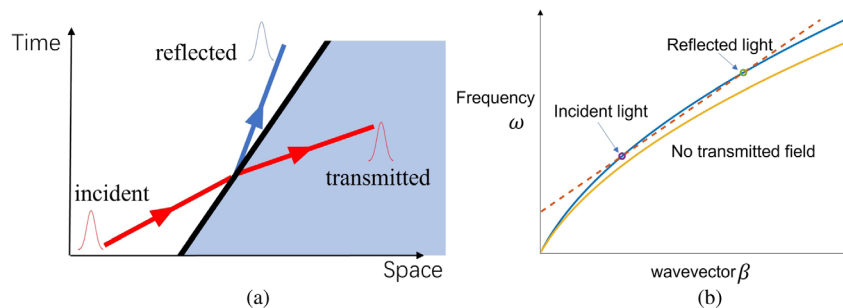 Time
reflected
incident
transmitted
Space
(a)
Frequency
ω
Reflected light
Incident light
No transmitted field
wavevector β
(b)